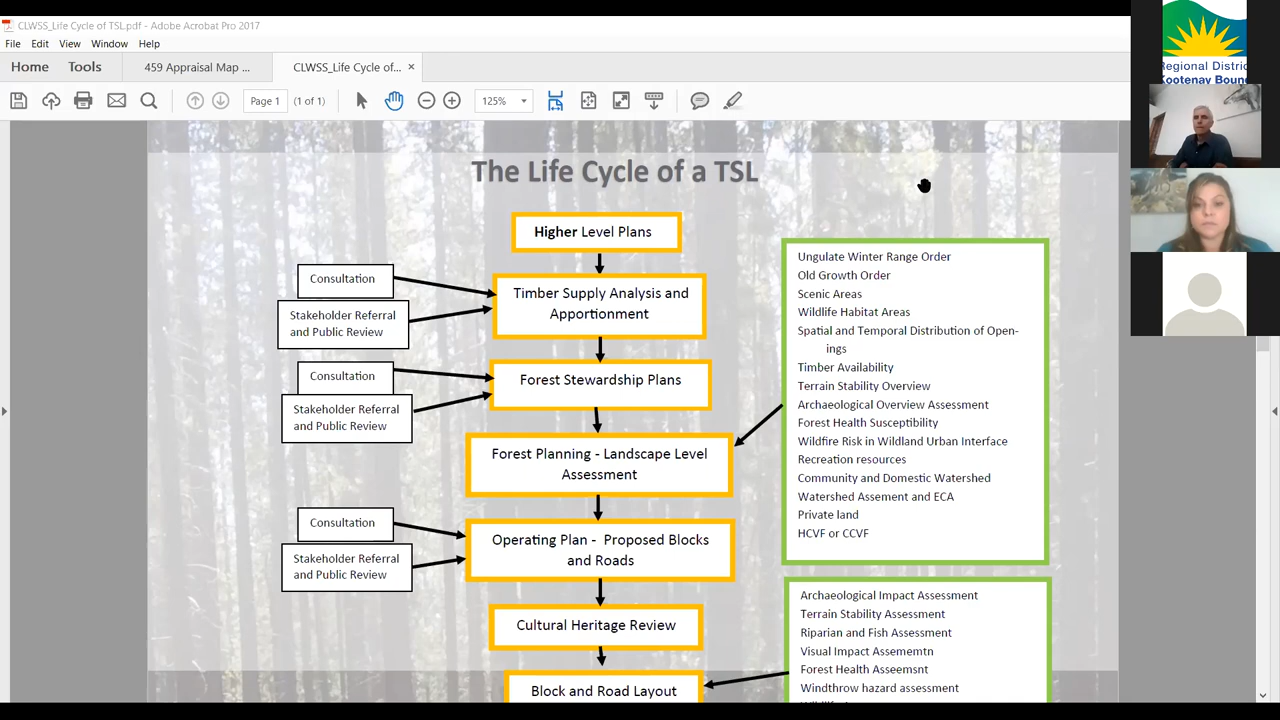 CLWSS_Life Cycle of TSL.pdf - Adobe Acrobat Pro 2017
File Edit View Window Help
Home Tools 459 Appraisal Map ... CLWSS_Life Cycle of... ×
Page 1 (1 of 1) 125%
The Life Cycle of a TSL
Higher Level Plans
Consultation
Stakeholder Referral
and Public Review
Timber Supply Analysis and
Apportionment
Consultation
Stakeholder Referral
and Public Review
Forest Stewardship Plans
Forest Planning - Landscape Level
Assessment
Consultation
Stakeholder Referral
and Public Review
Operating Plan - Proposed Blocks
and Roads
Cultural Heritage Review
Block and Road Layout
Ungulate Winter Range Order
Old Growth Order
Scenic Areas
Wildlife Habitat Areas
Spatial and Temporal Distribution of Open-
ings
Timber Availability
Terrain Stability Overview
Archaeological Overview Assessment
Forest Health Susceptibility
Wildfire Risk in Wildland Urban Interface
Recreation resources
Community and Domestic Watershed
Watershed Assement and ECA
Private land
HCVF or CCVF
Archaeological Impact Assessment
Terrain Stability Assessment
Riparian and Fish Assessment
Visual Impact Assememtn
Forest Health Asseemsnt
Windthrow hazard assessment
Regional Distric
Kootenay Bound